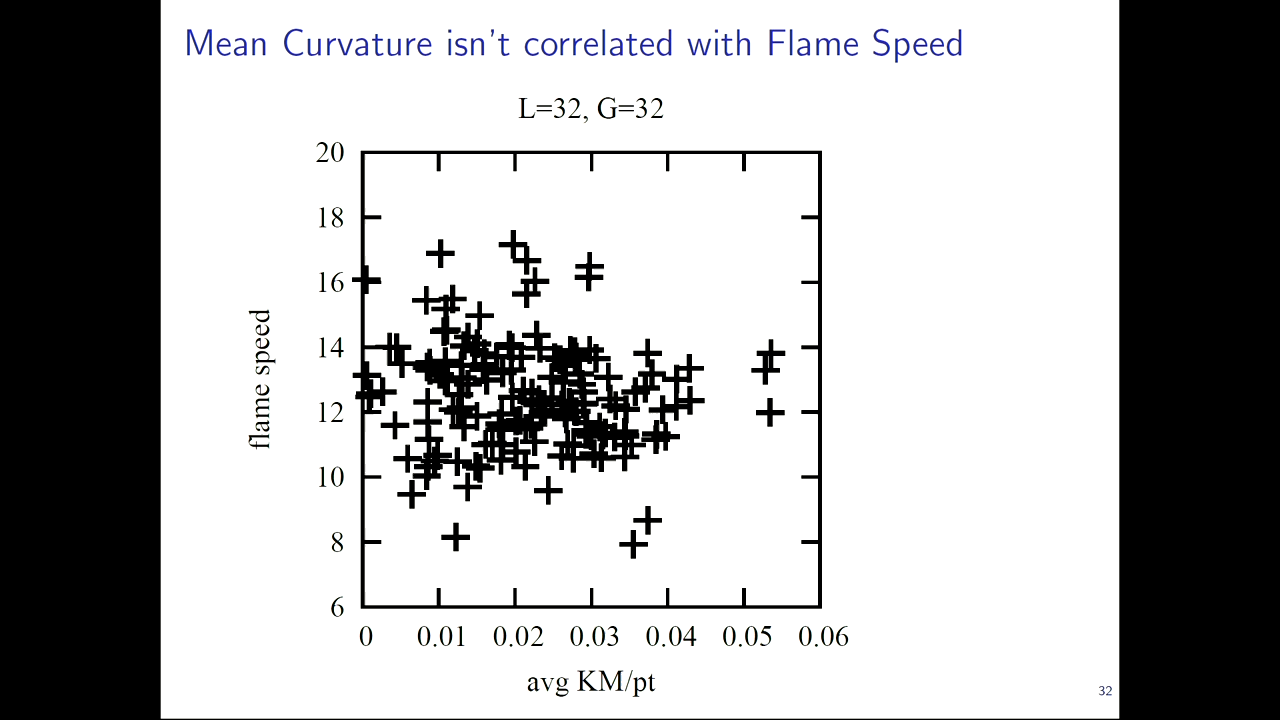 Mean Curvature isn't correlated with Flame Speed
L=32, G=32
20
18
16
14
12
10
8
6
flame speed
0 0.01 0.02 0.03 0.04 0.05 0.06
avg KM/pt
32